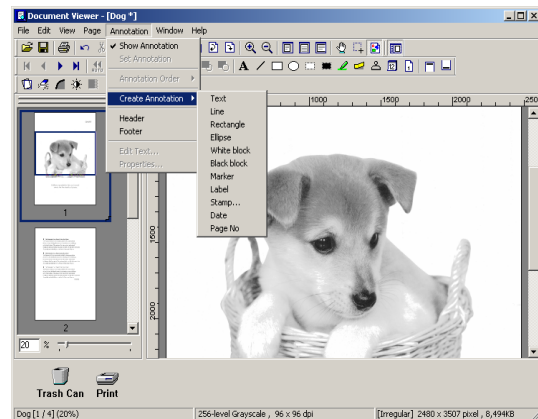 Document Viewer - [Dog *]
File Edit View Page Annotation Window Help
Show Annotation
Set Annotation
Annotation Order
Create Annotation
Header
Footer
Edit Text...
Properties...
Text
Line
Rectangle
Ellipse
White block
Black block
Marker
Label
Stamp...
Date
Page No
1000 1500 2000 250
1500
2000
1
2
20 %
Trash Can Print
Dog [1 / 4] (20%) 256-level Grayscale , 96 x 96 dpi [Irregular] 2480 x 3507 pixel , 8,494KB